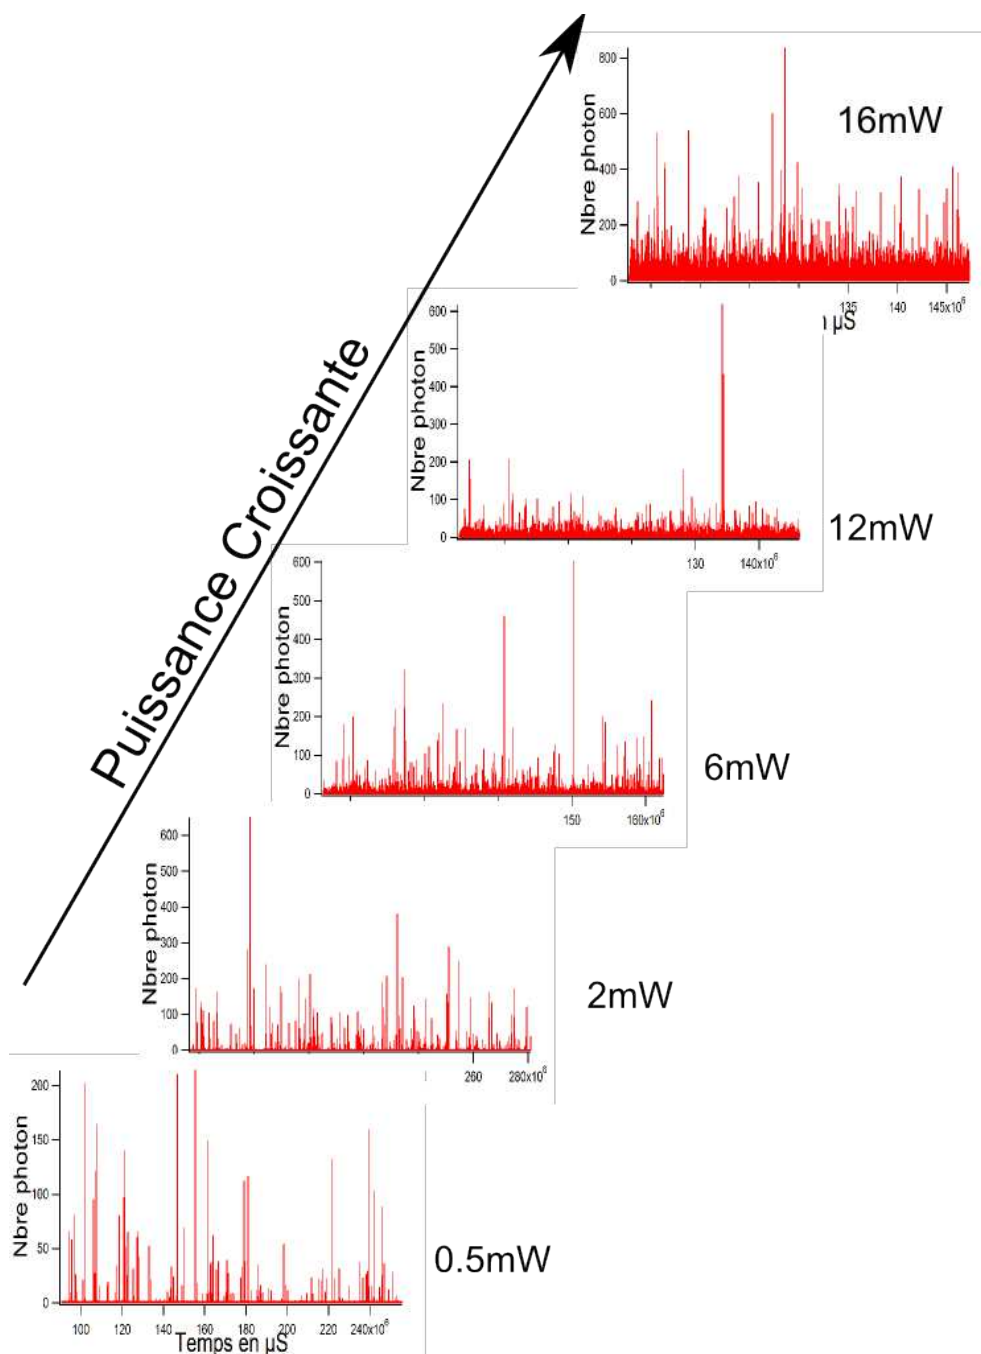 Puissance Croissante
800
600
400
200
0
Nbre photon
16mW
135 140 145x10⁶
n µS
600
500
400
300
200
100
0
Nbre photon
12mW
130 140x10⁶
600
500
400
300
200
100
0
Nbre photon
6mW
150 160x10⁶
600
500
400
300
200
100
0
Nbre photon
2mW
260 280x10⁶
200
150
100
50
0
Nbre photon
0.5mW
100 120 140 160 180 200 220 240x10⁶
Temps en µS